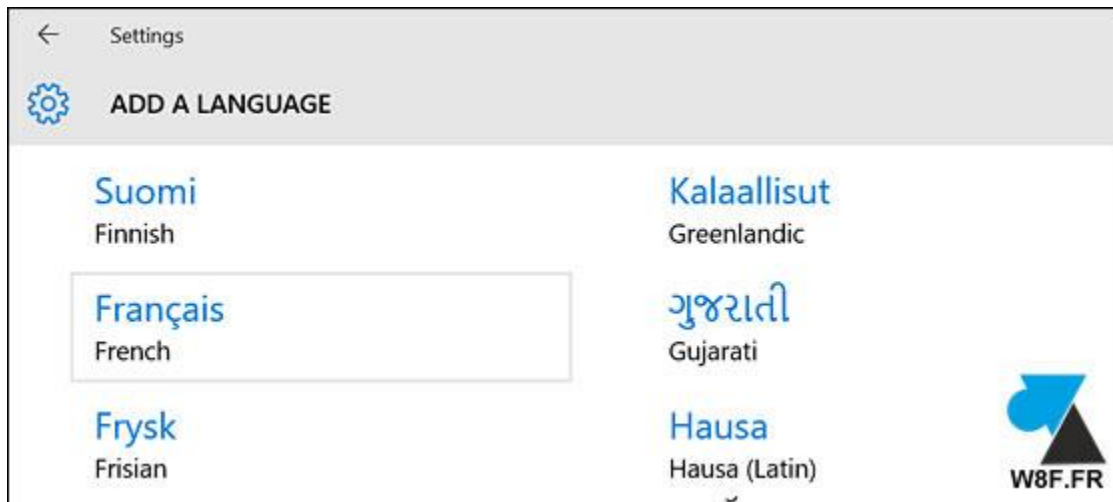 Settings
ADD A LANGUAGE
Suomi
Finnish
Kalaallisut
Greenlandic
Français
French
ગુજરાતી
Gujarati
Frysk
Frisian
Hausa
Hausa (Latin)
W8F.FR